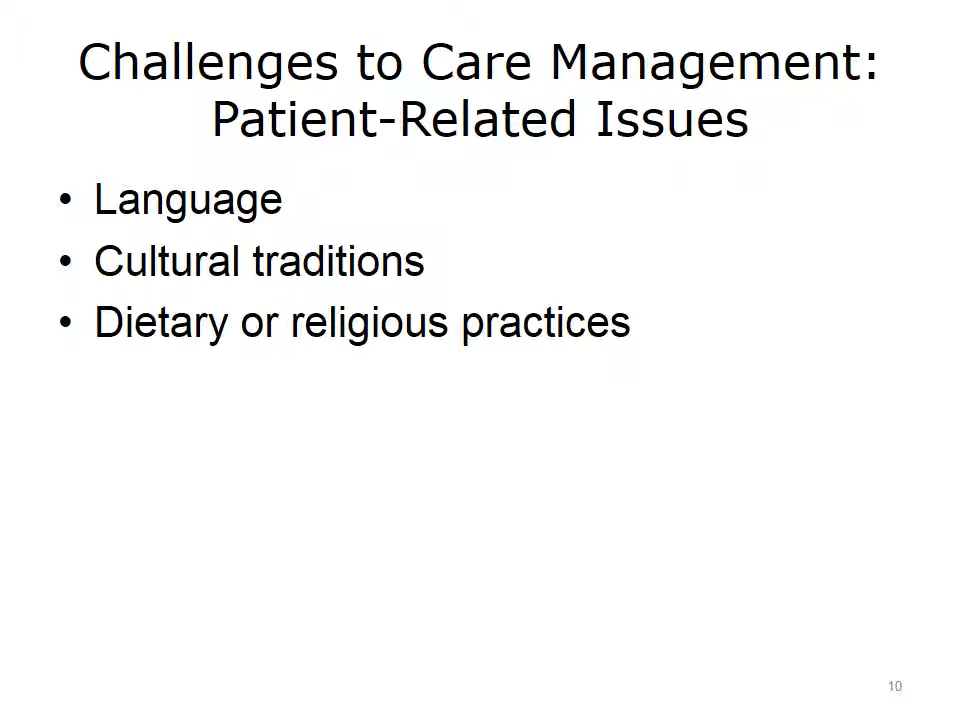 Challenges to Care Management:
Patient-Related Issues
• Language
• Cultural traditions
• Dietary or religious practices
10